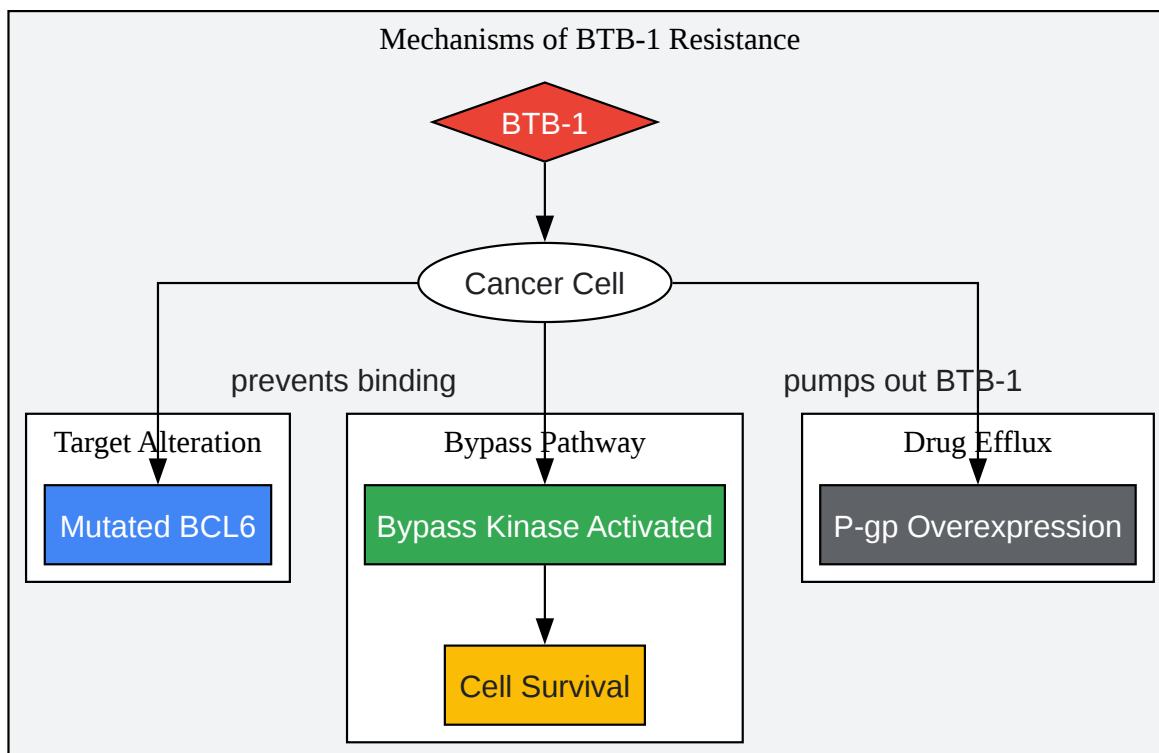 Mechanisms of BTB-1 Resistance
BTB-1
Cancer Cell
prevents binding
pumps out BTB-1
Target Alteration
Bypass Pathway
Drug Efflux
Mutated BCL6
Bypass Kinase Activated
P-gp Overexpression
Cell Survival